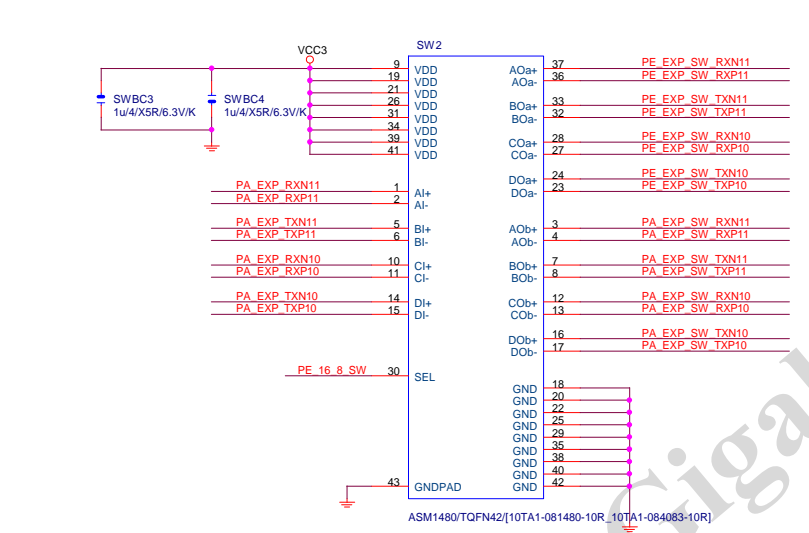 SW2
VCC3
9 VDD
19 VDD
21 VDD
26 VDD
31 VDD
34 VDD
39 VDD
41 VDD
SWBC3
1u/4/X5R/6.3V/K
SWBC4
1u/4/X5R/6.3V/K
PA_EXP_RXN11 1 AI+
PA_EXP_RXP11 2 AI-
PA_EXP_TXN11 5 BI+
PA_EXP_TXP11 6 BI-
PA_EXP_RXN10 10 CI+
PA_EXP_RXP10 11 CI-
PA_EXP_TXN10 14 DI+
PA_EXP_TXP10 15 DI-
PE_16_8_SW 30 SEL
43 GNDPAD
AOa+ 37 PE_EXP_SW_RXN11
AOa- 36 PE_EXP_SW_RXP11
BOa+ 33 PE_EXP_SW_TXN11
BOa- 32 PE_EXP_SW_TXP11
COa+ 28 PE_EXP_SW_RXN10
COa- 27 PE_EXP_SW_RXP10
DOa+ 24 PE_EXP_SW_TXN10
DOa- 23 PE_EXP_SW_TXP10
AOb+ 3 PA_EXP_SW_RXN11
AOb- 4 PA_EXP_SW_RXP11
BOb+ 7 PA_EXP_SW_TXN11
BOb- 8 PA_EXP_SW_TXP11
COb+ 12 PA_EXP_SW_RXN10
COb- 13 PA_EXP_SW_RXP10
DOb+ 16 PA_EXP_SW_TXN10
DOb- 17 PA_EXP_SW_TXP10
GND 18
GND 20
GND 22
GND 25
GND 29
GND 35
GND 38
GND 40
GND 42
ASM1480/TQFN42/[10TA1-081480-10R_10TA1-084083-10R]
Giga